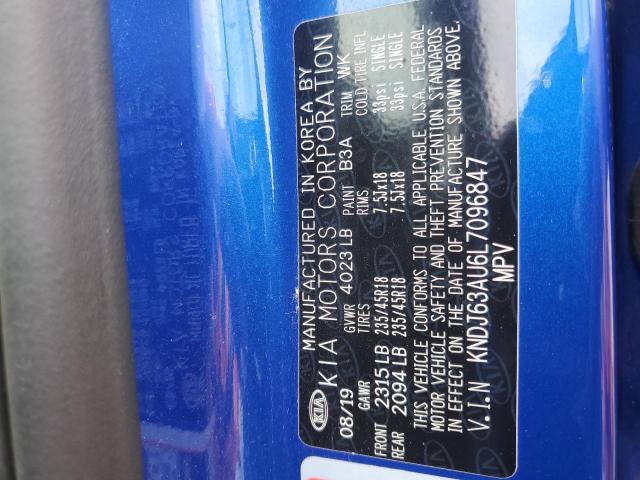 MANUFACTURED IN KOREA BY
KIA KIA MOTORS CORPORATION
08/19 GVWR 4023 LB PAINT B3A TRIM WK
GAWR TIRES RIMS COLD TIRE INFL
FRONT 2315 LB 235/45R18 7.5Jx18 33psi SINGLE
REAR 2094 LB 235/45R18 7.5Jx18 33psi SINGLE
THIS VEHICLE CONFORMS TO ALL APPLICABLE U.S.A. FEDERAL
MOTOR VEHICLE SAFETY AND THEFT PREVENTION STANDARDS
IN EFFECT ON THE DATE OF MANUFACTURE SHOWN ABOVE.
V.I.N KNDJ63AU6L7096847
MPV